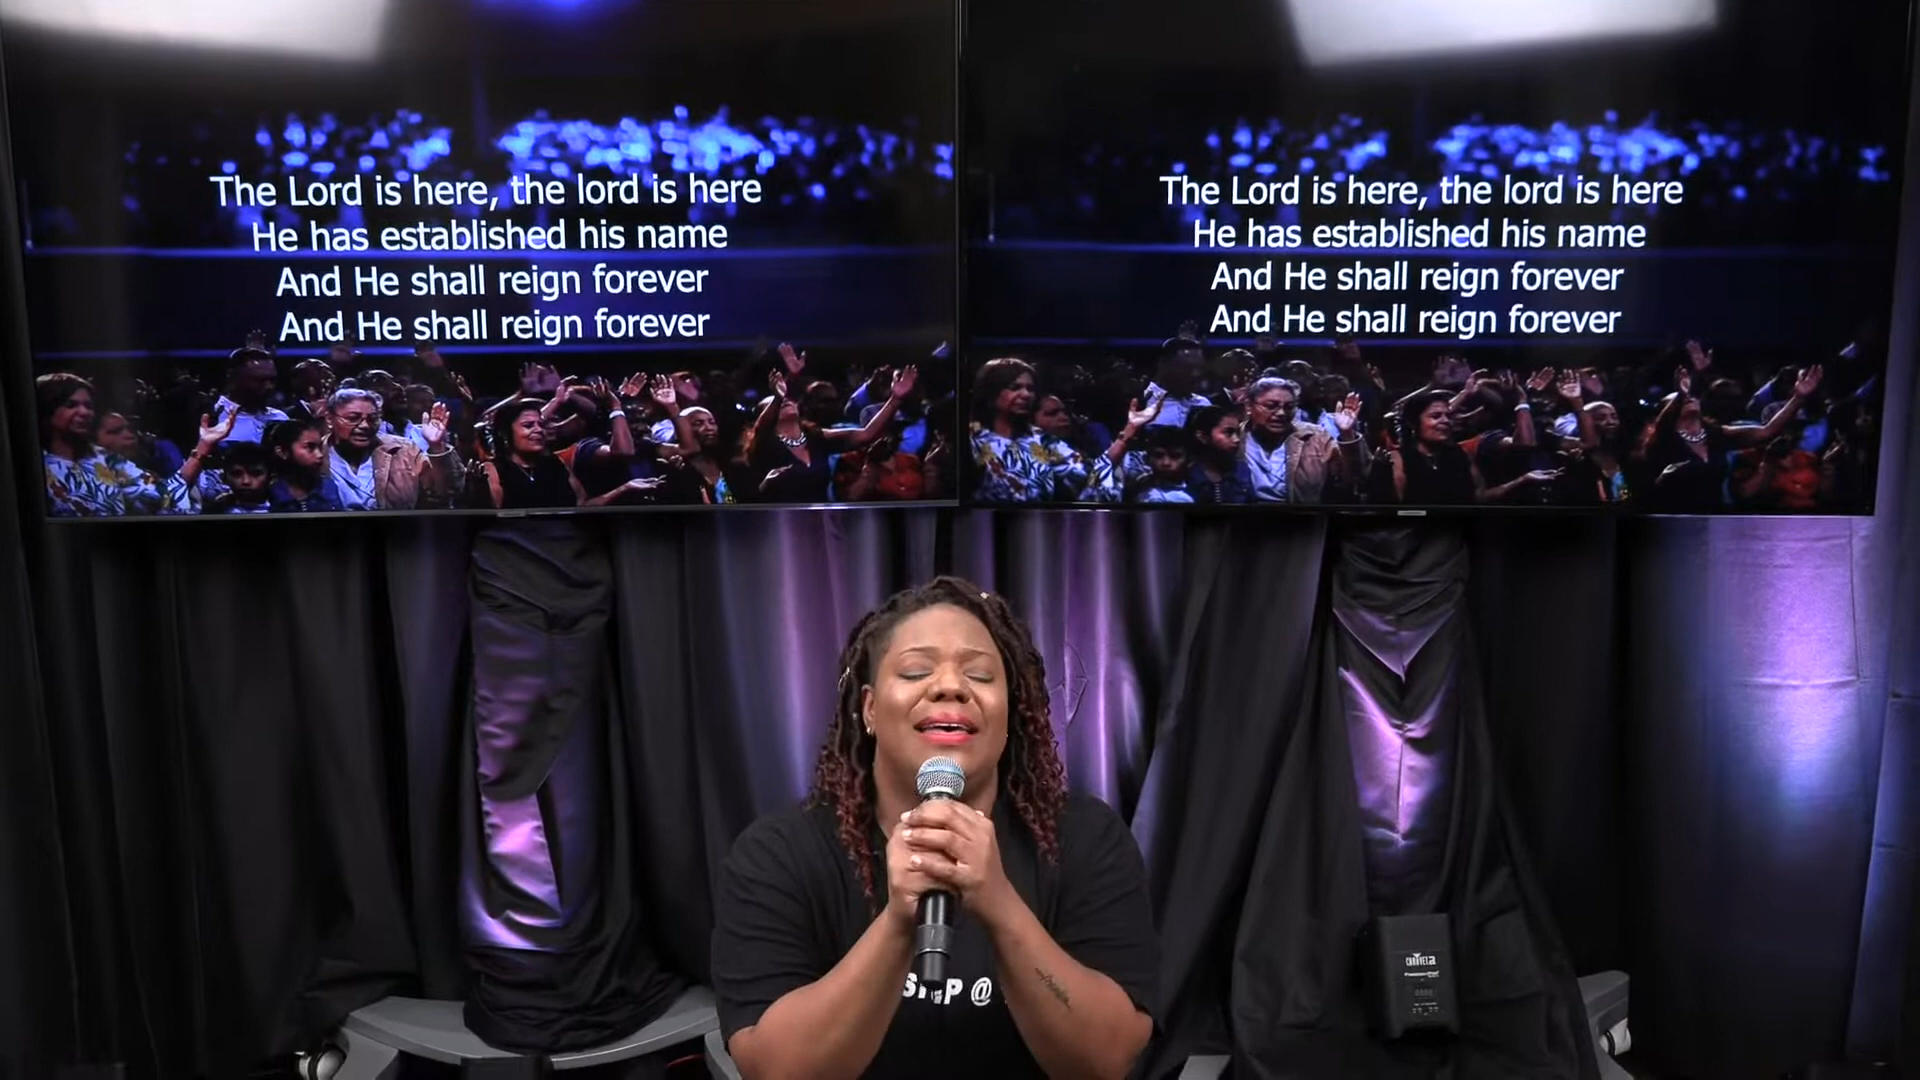 The Lord is here, the lord is here
He has established his name
And He shall reign forever
And He shall reign forever
The Lord is here, the lord is here
He has established his name
And He shall reign forever
And He shall reign forever
@
CHAUVET